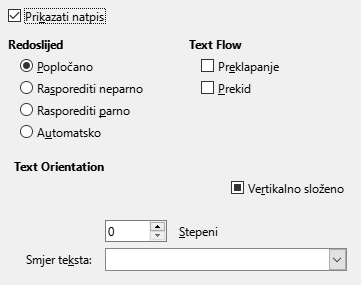 Prikazati natpis
Redoslijed
Text Flow
Popločano
Preklapanje
Rasporediti neparno
Prekid
Rasporediti parno
Automatsko
Text Orientation
Vertikalno složeno
0
Stepeni
Smjer teksta: